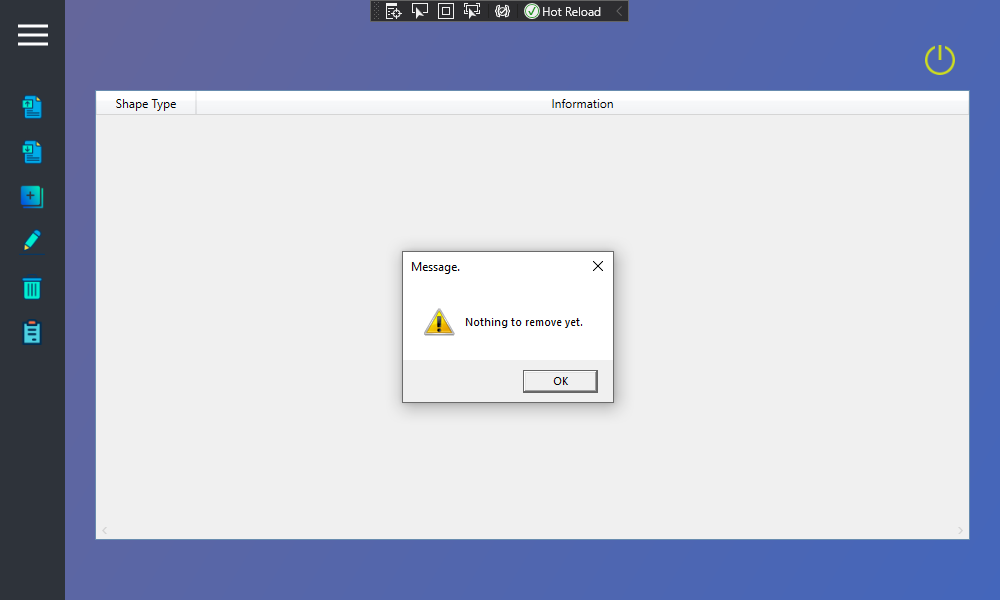 Hot Reload
Shape Type
Information
Message.
Nothing to remove yet.
OK